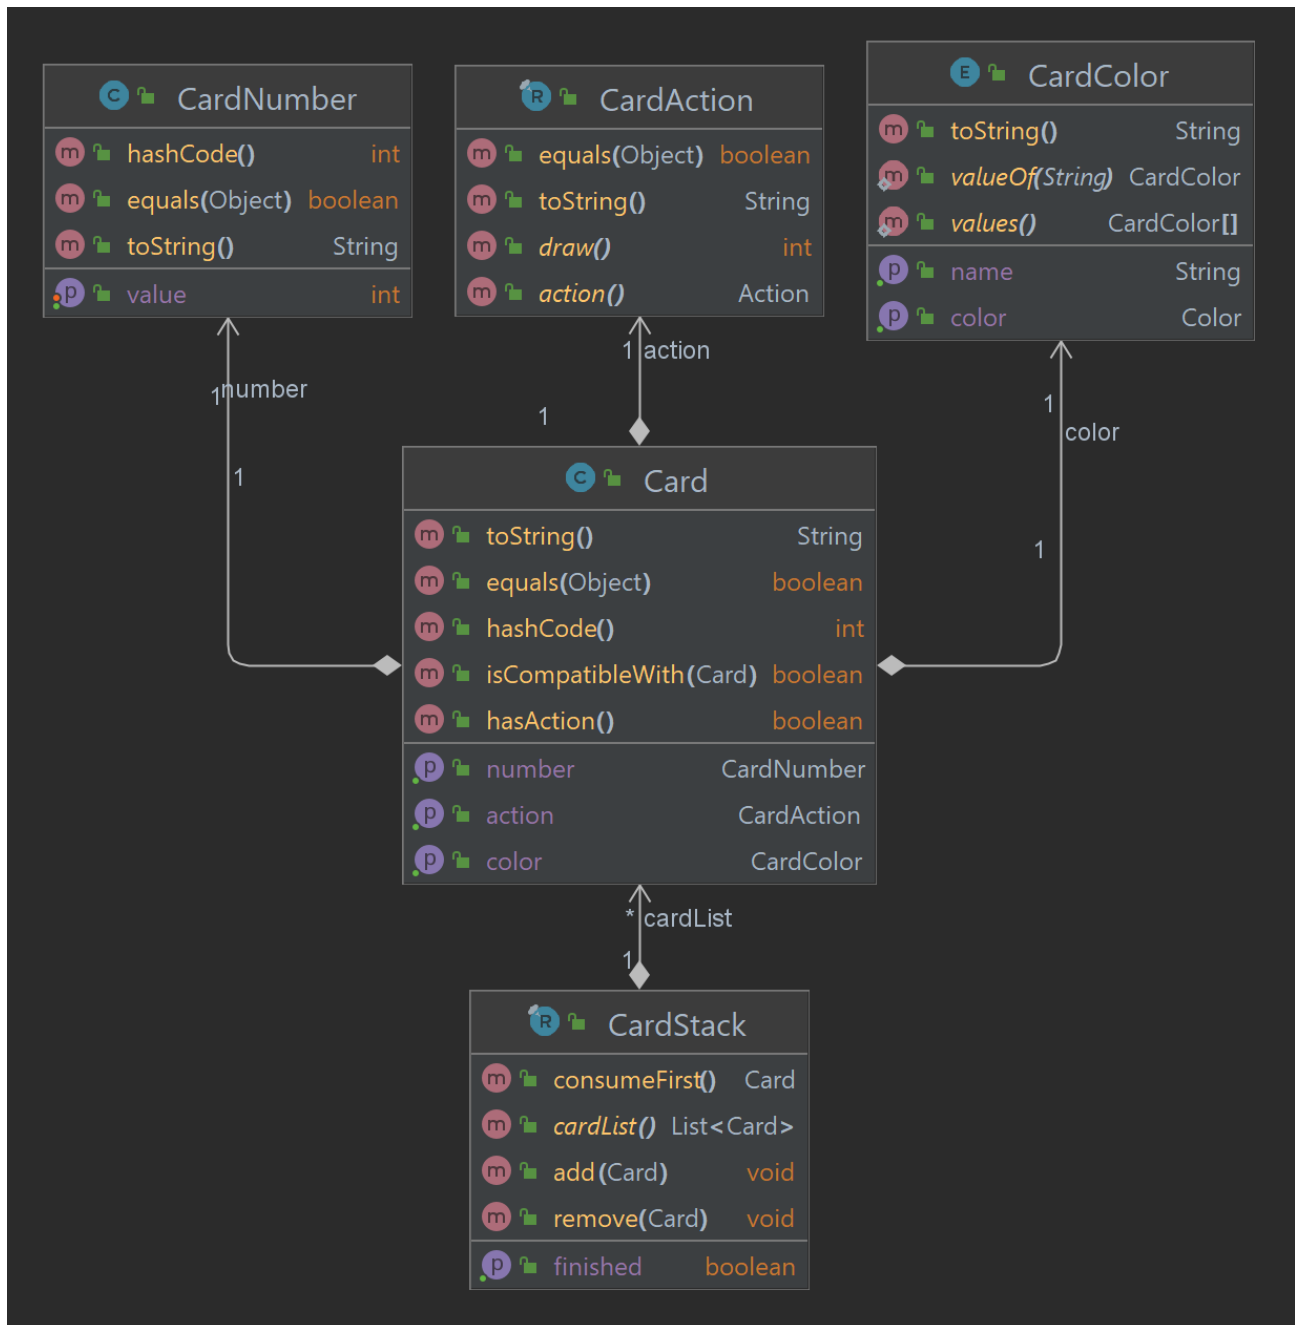 CardNumber
hashCode() int
equals(Object) boolean
toString() String
value int
CardAction
equals(Object) boolean
toString() String
draw() int
action() Action
CardColor
toString() String
valueOf(String) CardColor
values() CardColor[]
name String
color Color
1 number
1
1 action
1
1
color
1
Card
toString() String
equals(Object) boolean
hashCode() int
isCompatibleWith(Card) boolean
hasAction() boolean
number CardNumber
action CardAction
color CardColor
* cardList
1
CardStack
consumeFirst() Card
cardList() List<Card>
add(Card) void
remove(Card) void
finished boolean